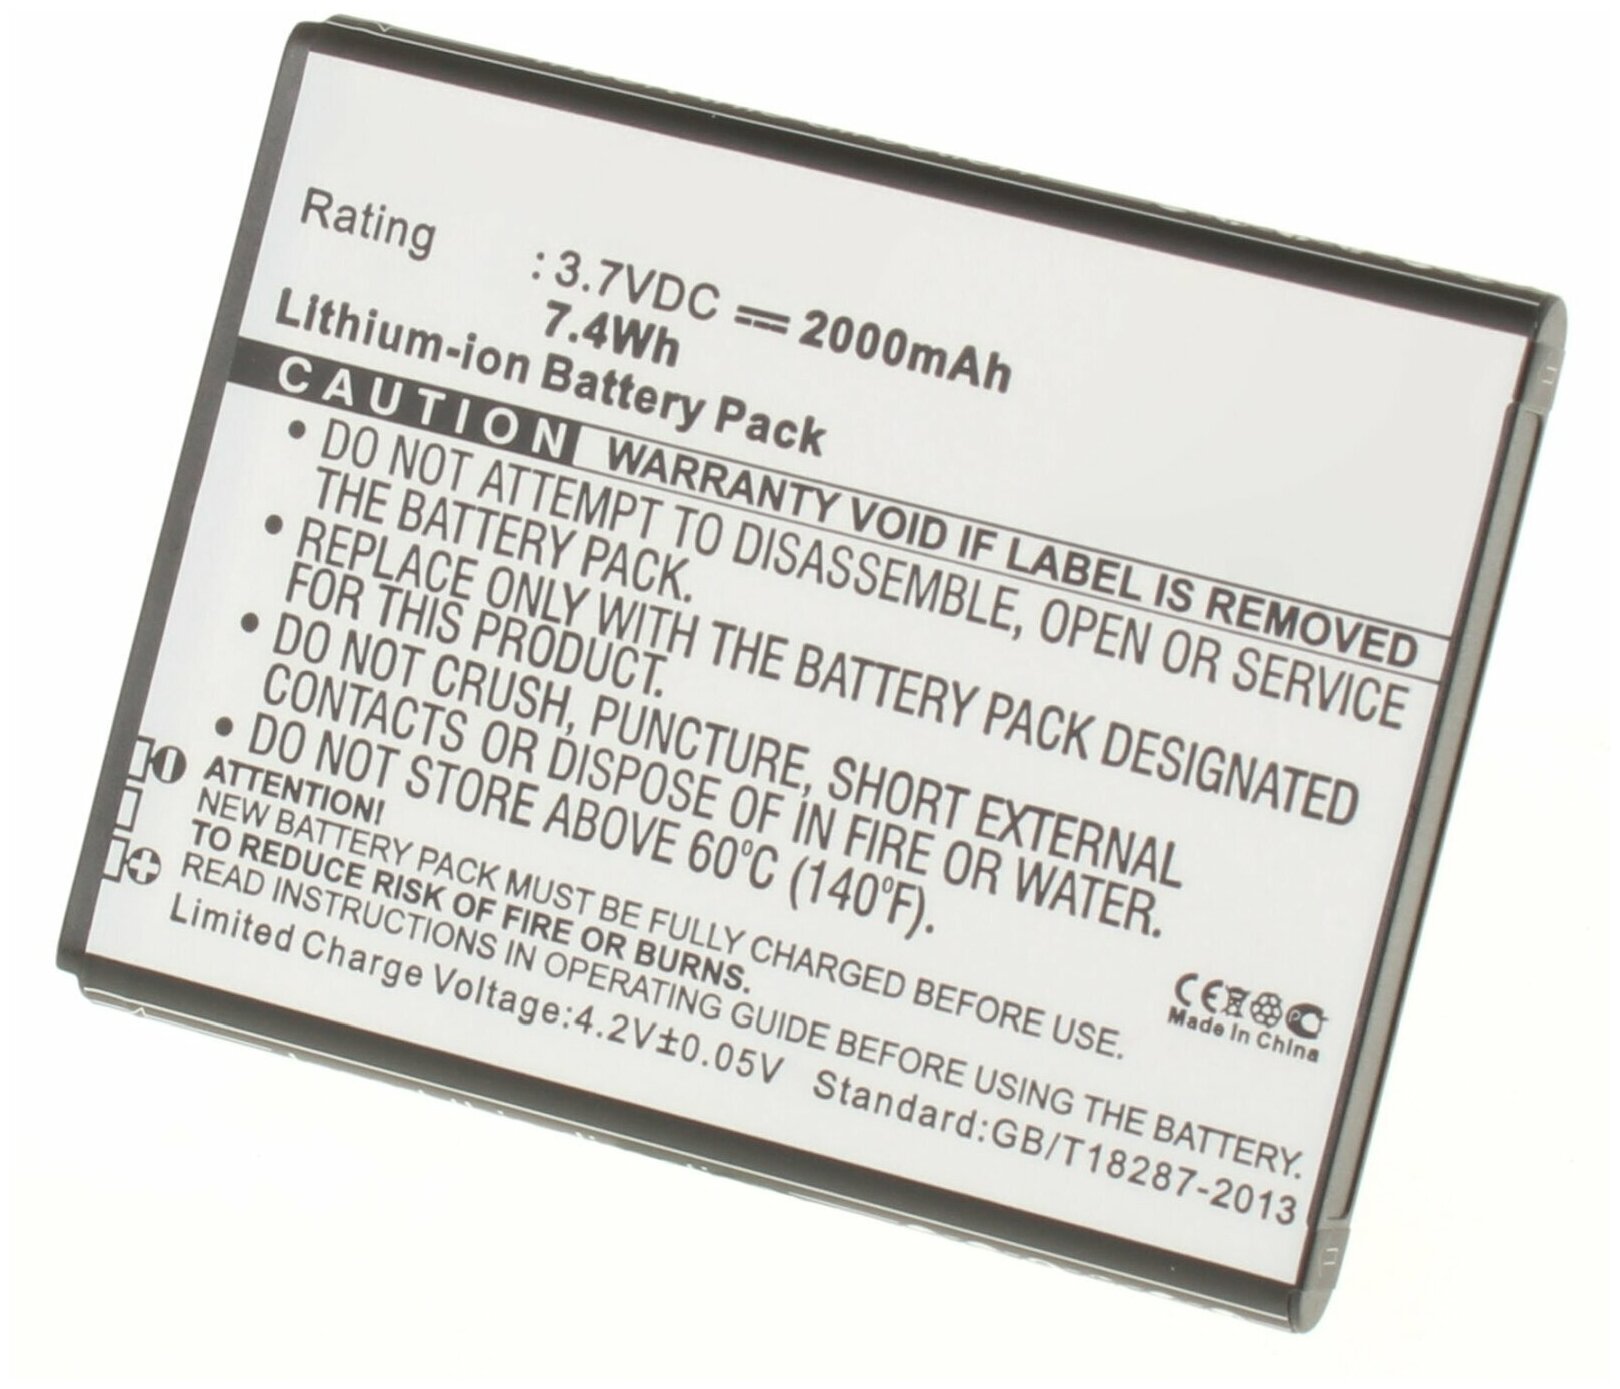 Rating : 3.7VDC ⎓ 2000mAh
7.4Wh
Lithium-ion Battery Pack
CAUTION WARRANTY VOID IF LABEL IS REMOVED
• DO NOT ATTEMPT TO DISASSEMBLE, OPEN OR SERVICE
THE BATTERY PACK.
• REPLACE ONLY WITH THE BATTERY PACK DESIGNATED
FOR THIS PRODUCT.
• DO NOT CRUSH, PUNCTURE, SHORT EXTERNAL
CONTACTS OR DISPOSE OF IN FIRE OR WATER.
• DO NOT STORE ABOVE 60°C (140°F).
ATTENTION!
NEW BATTERY PACK MUST BE FULLY CHARGED BEFORE USE.
TO REDUCE RISK OF FIRE OR BURNS.
READ INSTRUCTIONS IN OPERATING GUIDE BEFORE USING THE BATTERY.
Limited Charge Voltage:4.2V±0.05V Standard:GB/T18287-2013
CE
Made In China